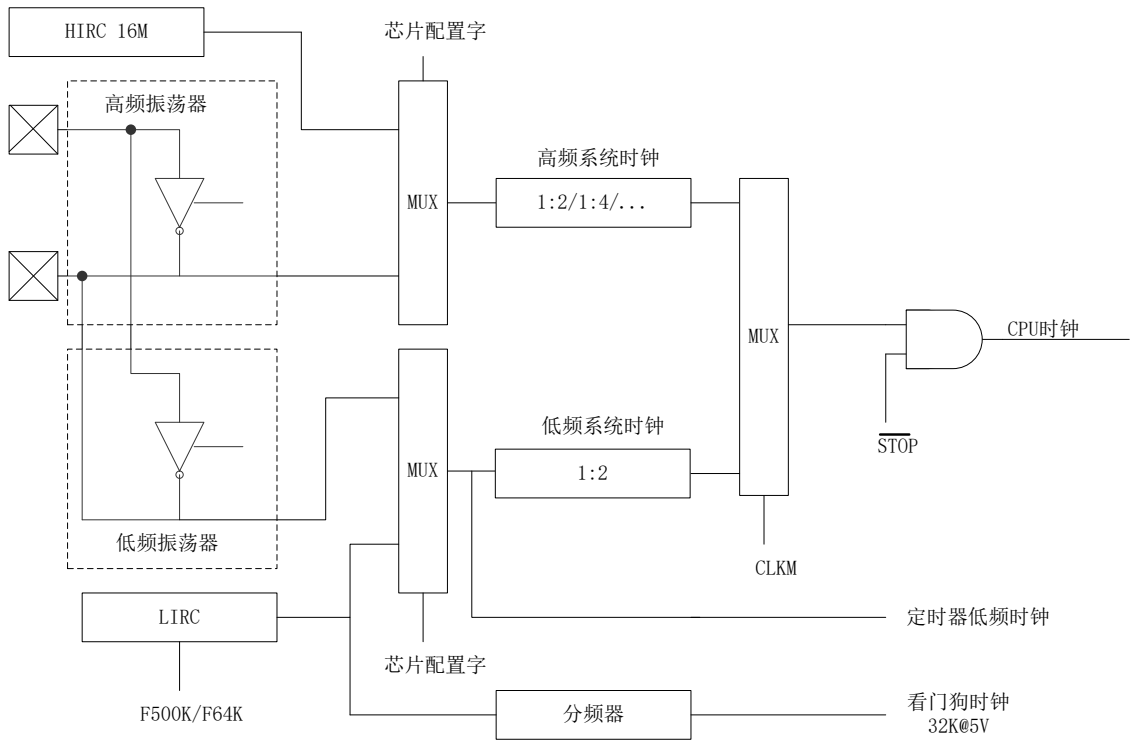 HIRC 16M
芯片配置字
高频振荡器
高频系统时钟
MUX
1:2/1:4/...
MUX
CPU时钟
STOP
低频系统时钟
MUX
1:2
低频振荡器
CLKM
LIRC
定时器低频时钟
芯片配置字
F500K/F64K
分频器
看门狗时钟
32K@5V